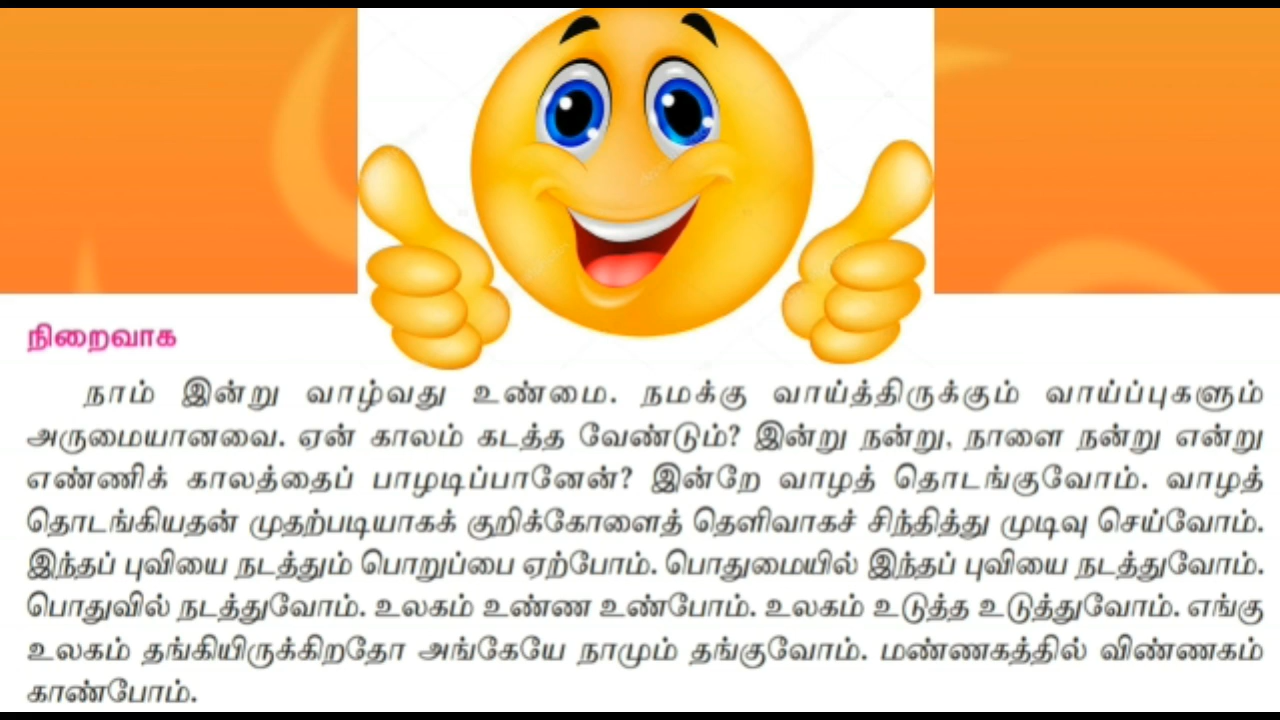 நிறைவாக
நாம் இன்று வாழ்வது உண்மை. நமக்கு வாய்த்திருக்கும் வாய்ப்புகளும்
அருமையானவை. ஏன் காலம் கடத்த வேண்டும்? இன்று நன்று, நாளை நன்று என்று
எண்ணிக் காலத்தைப் பாழடிப்பானேன்? இன்றே வாழத் தொடங்குவோம். வாழத்
தொடங்கியதன் முதற்படியாகக் குறிக்கோளைத் தெளிவாகச் சிந்தித்து முடிவு செய்வோம்.
இந்தப் புவியை நடத்தும் பொறுப்பை ஏற்போம். பொதுமையில் இந்தப் புவியை நடத்துவோம்.
பொதுவில் நடத்துவோம். உலகம் உண்ண உண்போம். உலகம் உடுத்த உடுத்துவோம். எங்கு
உலகம் தங்கியிருக்கிறதோ அங்கேயே நாமும் தங்குவோம். மண்ணகத்தில் விண்ணகம்
காண்போம்.